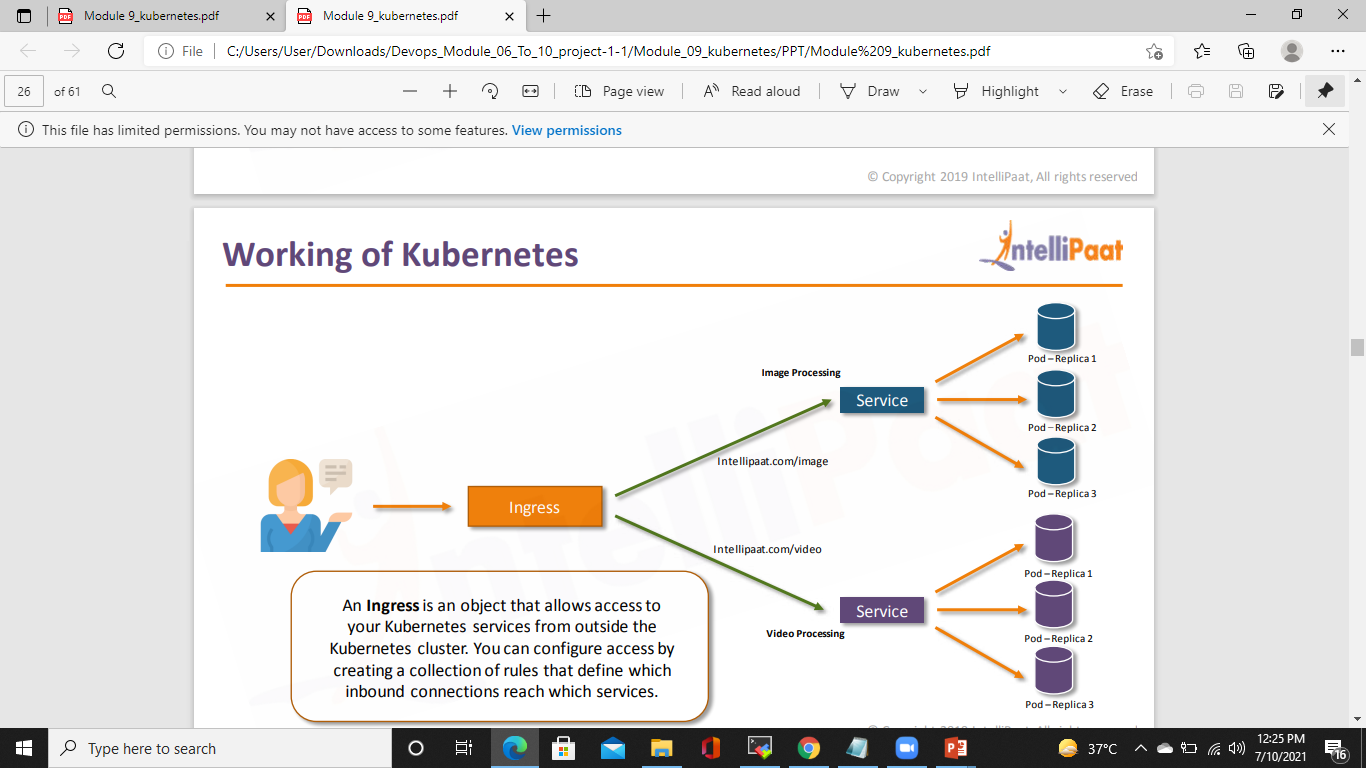 Module 9_kubernetes.pdf
Module 9_kubernetes.pdf
File
C:/Users/User/Downloads/Devops_Module_06_To_10_project-1-1/Module_09_kubernetes/PPT/Module%209_kubernetes.pdf
26 of 61
Page view
Read aloud
Draw
Highlight
Erase
This file has limited permissions. You may not have access to some features. View permissions
© Copyright 2019 IntelliPaat, All rights reserved
Working of Kubernetes
IntelliPaat
Pod – Replica 1
Image Processing
Service
Pod – Replica 2
Intellipaat.com/image
Pod – Replica 3
Ingress
Intellipaat.com/video
Pod – Replica 1
Service
Video Processing
Pod – Replica 2
Pod – Replica 3
An Ingress is an object that allows access to
your Kubernetes services from outside the
Kubernetes cluster. You can configure access by
creating a collection of rules that define which
inbound connections reach which services.
Type here to search
37°C
12:25 PM
7/10/2021
16